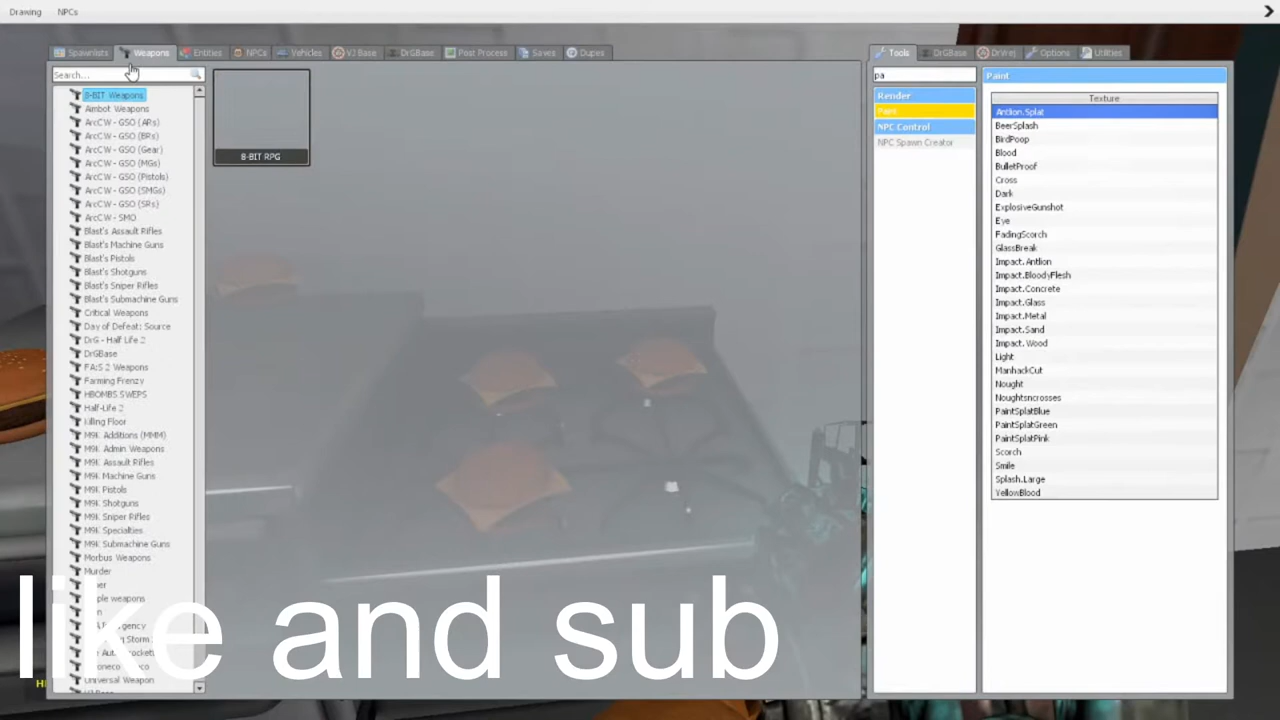 Drawing NPCs
Spawnlists Weapons Entities NPCs Vehicles VJ Base DrGBase Post Process Saves Dupes
Search...
8-BIT Weapons
Aimbot Weapons
ArcCW - GSO (ARs)
ArcCW - GSO (BRs)
ArcCW - GSO (Gear)
ArcCW - GSO (MGs)
ArcCW - GSO (Pistols)
ArcCW - GSO (SMGs)
ArcCW - GSO (SRs)
ArcCW - SMO
Blast's Assault Rifles
Blast's Machine Guns
Blast's Pistols
Blast's Shotguns
Blast's Sniper Rifles
Blast's Submachine Guns
Critical Weapons
Day of Defeat: Source
DrG - Half Life 2
DrGBase
FA:S 2 Weapons
Farming Frenzy
HBOMBS SWEPS
Half-Life 2
Killing Floor
M9K Additions (MMM)
M9K Admin Weapons
M9K Assault Rifles
M9K Machine Guns
M9K Pistols
M9K Shotguns
M9K Sniper Rifles
M9K Specialties
M9K Submachine Guns
Morbus Weapons
Murder
weapons
Storm
Universal Weapon
8-BIT RPG
Tools DrGBase DrWej Options Utilities
pa
Render
Paint
NPC Control
NPC Spawn Creator
Paint
Texture
Antlion.Splat
BeerSplash
BirdPoop
Blood
BulletProof
Cross
Dark
ExplosiveGunshot
Eye
FadingScorch
GlassBreak
Impact.Antlion
Impact.BloodyFlesh
Impact.Concrete
Impact.Glass
Impact.Metal
Impact.Sand
Impact.Wood
Light
ManhackCut
Nought
Noughtsncrosses
PaintSplatBlue
PaintSplatGreen
PaintSplatPink
Scorch
Smile
Splash.Large
YellowBlood
like and sub